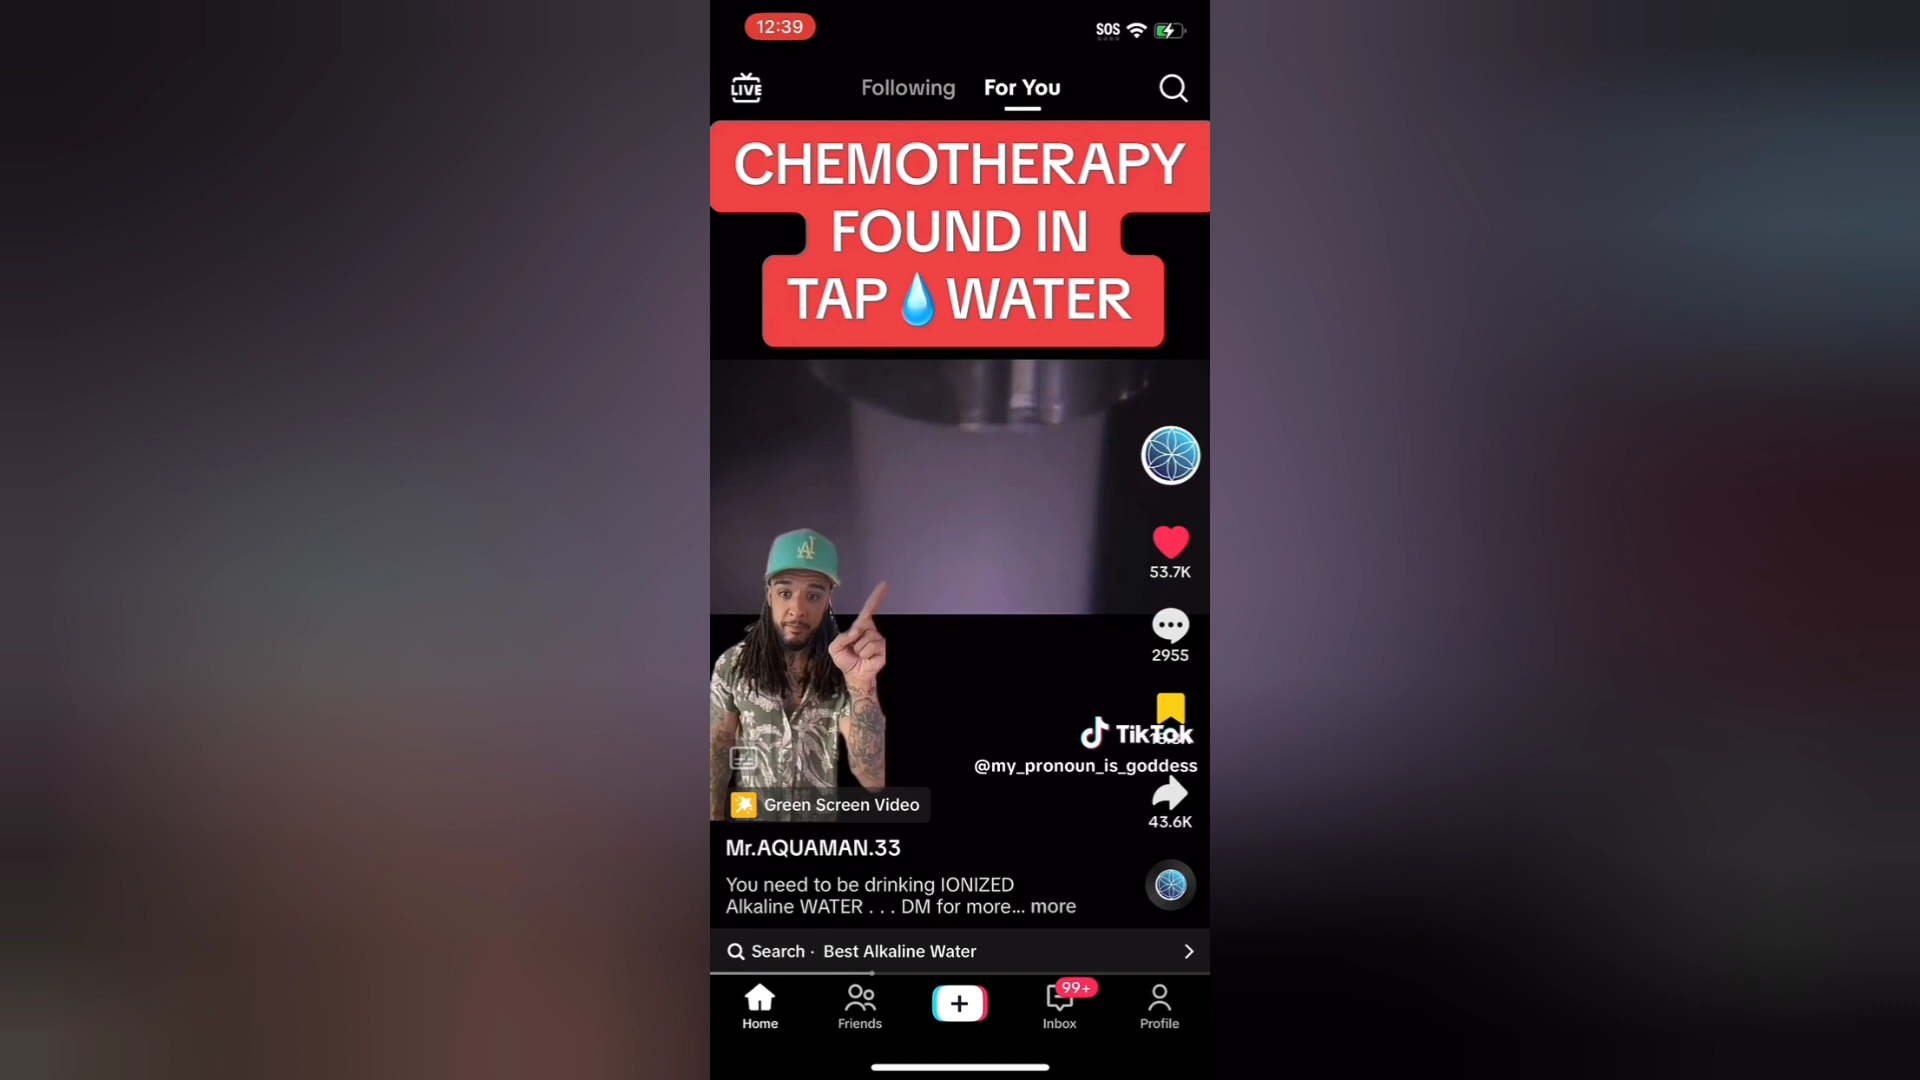 12:39
SOS
LIVE
Following
For You
CHEMOTHERAPY
FOUND IN
TAP💧WATER
53.7K
2955
TikTok
@my_pronoun_is_goddess
43.6K
Green Screen Video
Mr.AQUAMAN.33
You need to be drinking IONIZED
Alkaline WATER . . . DM for more... more
Search · Best Alkaline Water
99+
Home
Friends
Inbox
Profile